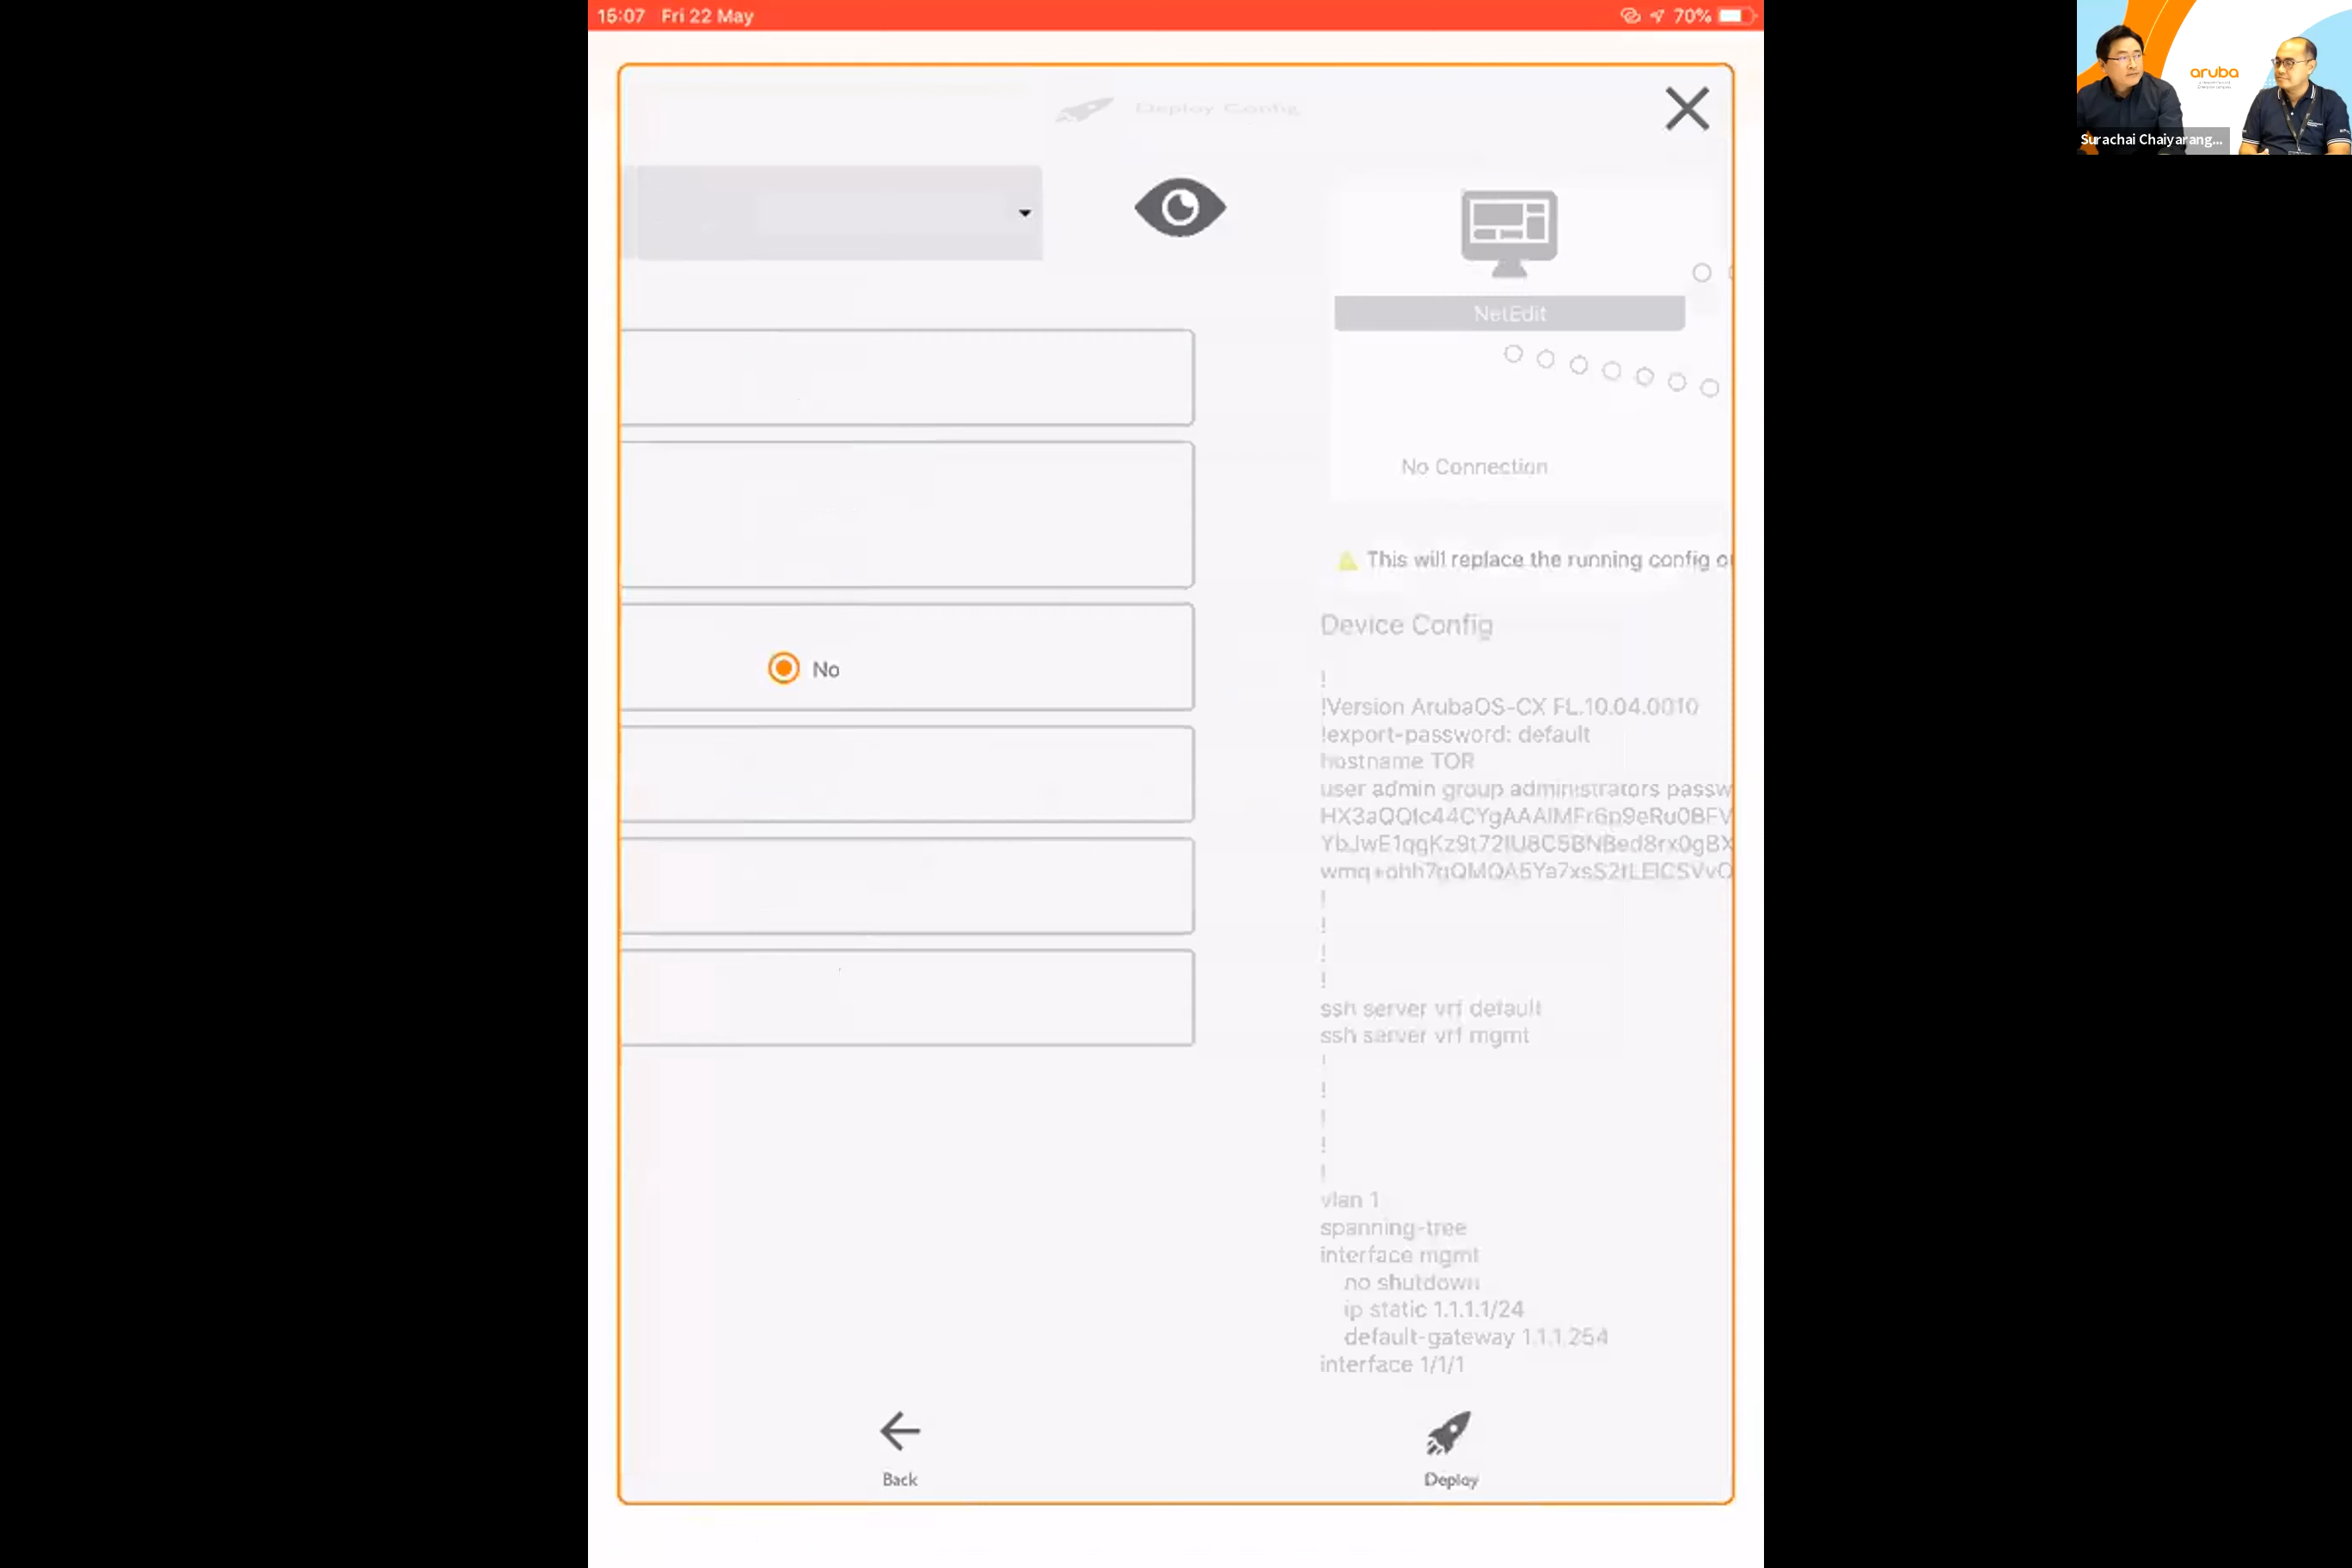 15:07 Fri 22 May
70%
Deploy Config
NetEdit
No Connection
This will replace the running config
Device Config
No
!
!Version ArubaOS-CX FL.10.04.0010
!export-password: default
hostname TOR
user admin group administrators passw
!
!
!
!
ssh server vrf default
ssh server vrf mgmt
!
!
!
!
!
vlan 1
spanning-tree
interface mgmt
no shutdown
ip static 1.1.1.1/24
default-gateway 1.1.1.254
interface 1/1/1
Back
Deploy
aruba
Surachai Chaiyarang...